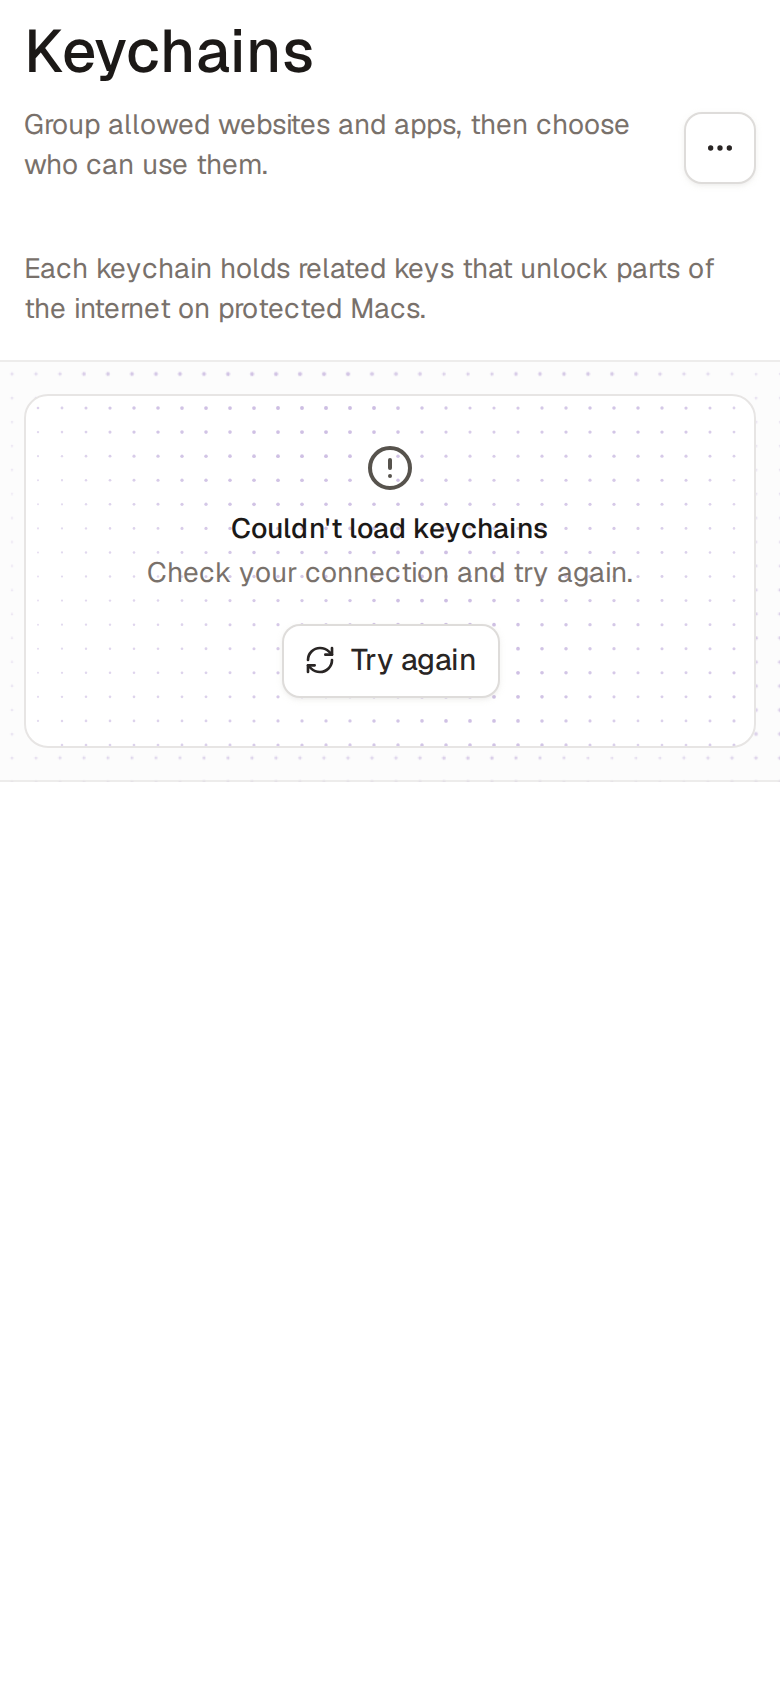 Keychains
Group allowed websites and apps, then choose
who can use them.
Each keychain holds related keys that unlock parts of
the internet on protected Macs.
Couldn't load keychains
Check your connection and try again.
Try again